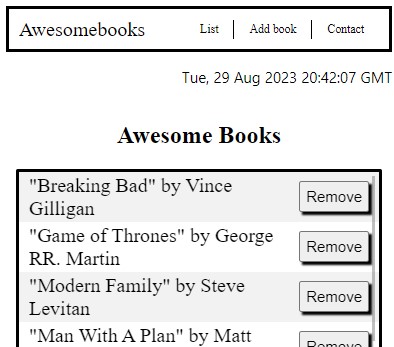 Awesomebooks
List
Add book
Contact
Tue, 29 Aug 2023 20:42:07 GMT
Awesome Books
"Breaking Bad" by Vince
Gilligan
Remove
"Game of Thrones" by George
RR. Martin
Remove
"Modern Family" by Steve
Levitan
Remove
"Man With A Plan" by Matt
Remove